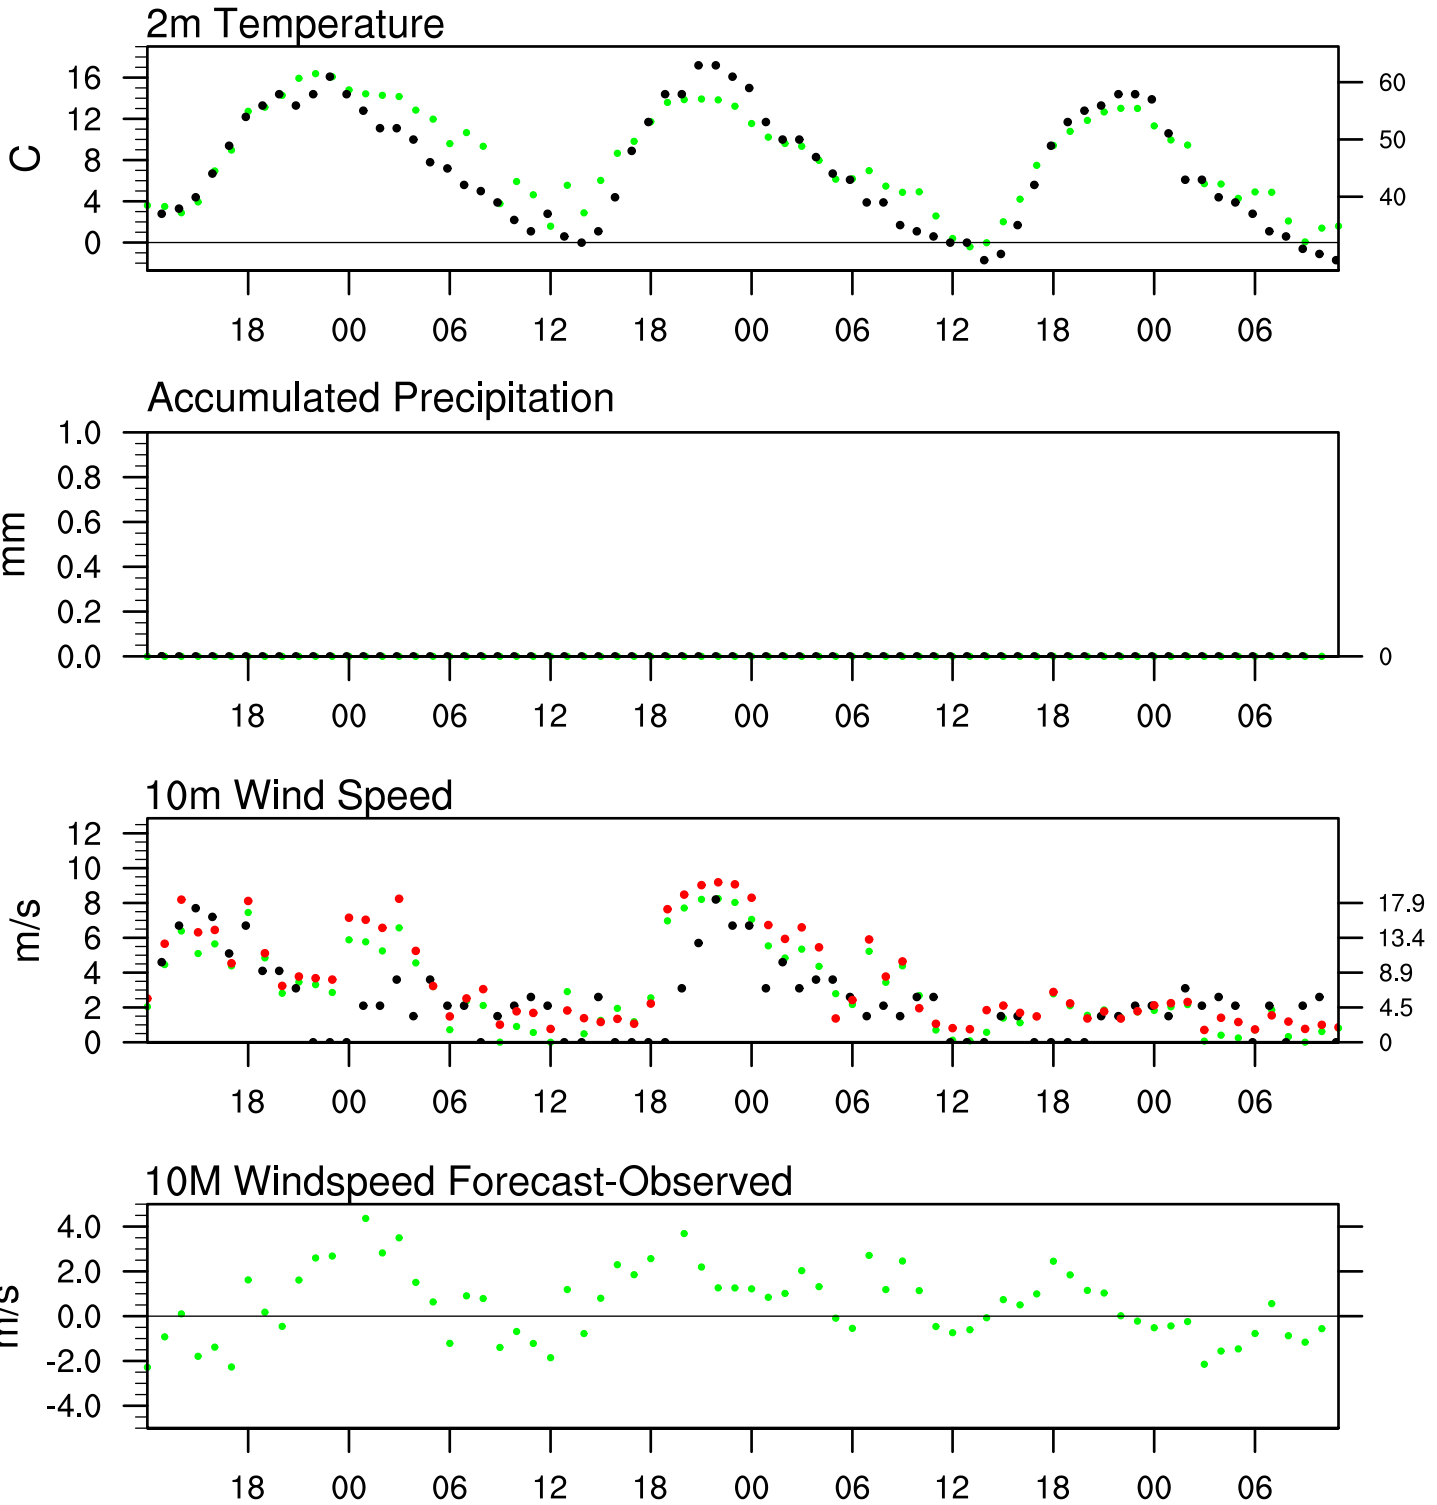 2m Temperature
16
12
8
4
0
C
60
50
40
18 00 06 12 18 00 06 12 18 00 06
Accumulated Precipitation
1.0
0.8
0.6
0.4
0.2
0.0
mm
0
18 00 06 12 18 00 06 12 18 00 06
10m Wind Speed
12
10
8
6
4
2
0
m/s
17.9
13.4
8.9
4.5
0
18 00 06 12 18 00 06 12 18 00 06
10M Windspeed Forecast-Observed
4.0
2.0
0.0
-2.0
-4.0
m/s
18 00 06 12 18 00 06 12 18 00 06